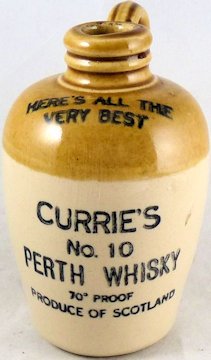 HERE'S ALL THE
VERY BEST
CURRIE'S
No. 10
PERTH WHISKY
70° PROOF
PRODUCE OF SCOTLAND